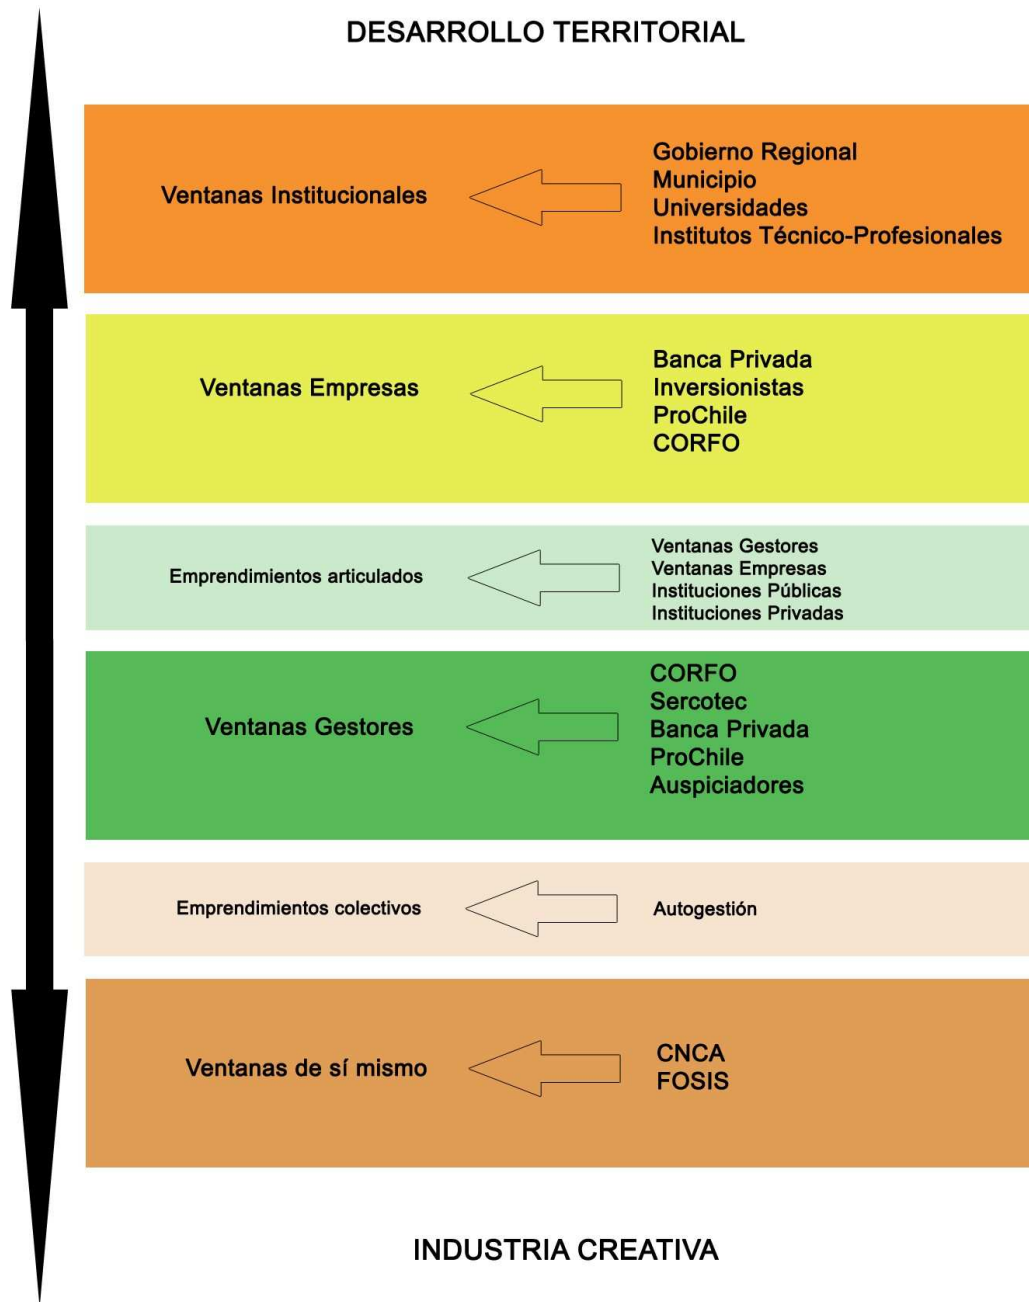 DESARROLLO TERRITORIAL
Ventanas Institucionales
Gobierno Regional
Municipio
Universidades
Institutos Técnico-Profesionales
Ventanas Empresas
Banca Privada
Inversionistas
ProChile
CORFO
Emprendimientos articulados
Ventanas Gestores
Ventanas Empresas
Instituciones Públicas
Instituciones Privadas
Ventanas Gestores
CORFO
Sercotec
Banca Privada
ProChile
Auspiciadores
Emprendimientos colectivos
Autogestión
Ventanas de sí mismo
CNCA
FOSIS
INDUSTRIA CREATIVA